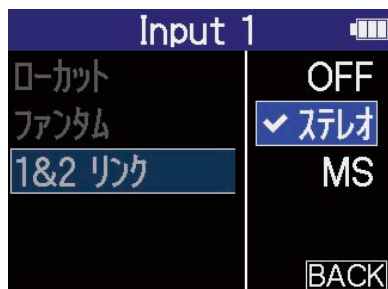 Input 1
ローカット
ファンタム
1&2 リンク
OFF
✓ ステレオ
MS
BACK